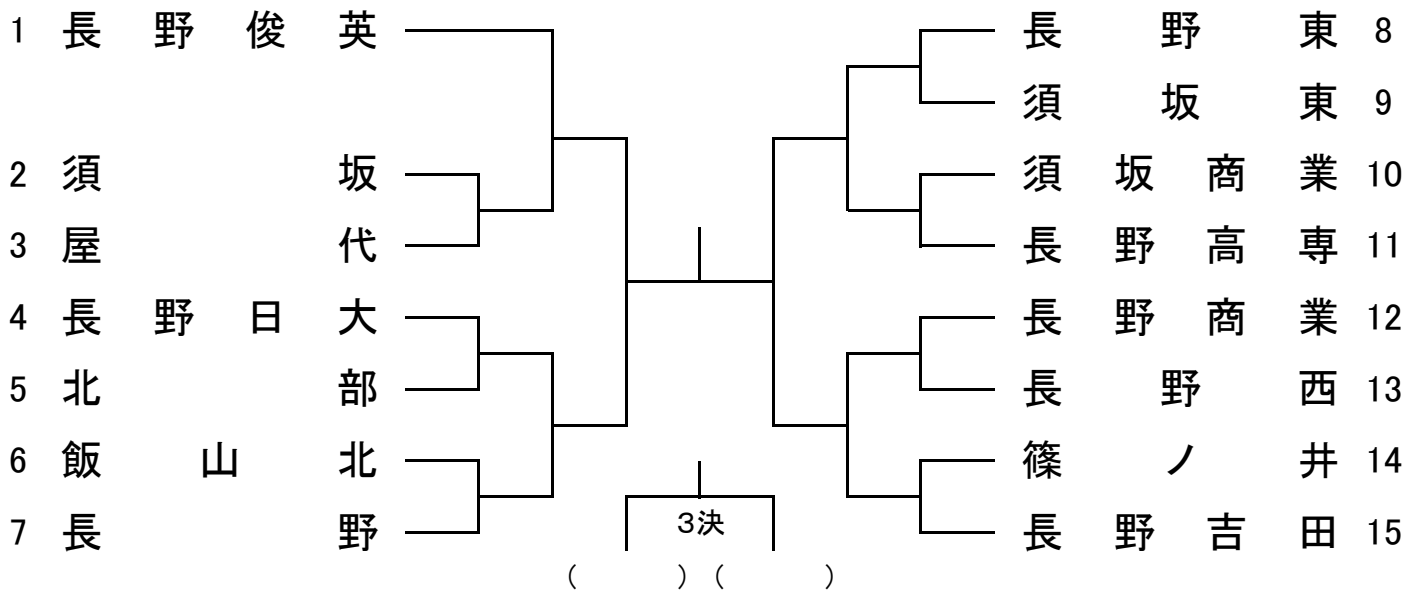 1 長野俊英
2 須坂
3 屋代
4 長野日大
5 北部
6 飯山北
7 長野
長野東 8
須坂東 9
須坂商業 10
長野高専 11
長野商業 12
長野西 13
篠ノ井 14
長野吉田 15
3決
（　　　）（　　　）